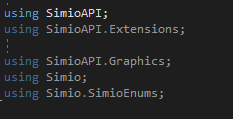 using SimioAPI;
using SimioAPI.Extensions;
using SimioAPI.Graphics;
using Simio;
using Simio.SimioEnums;